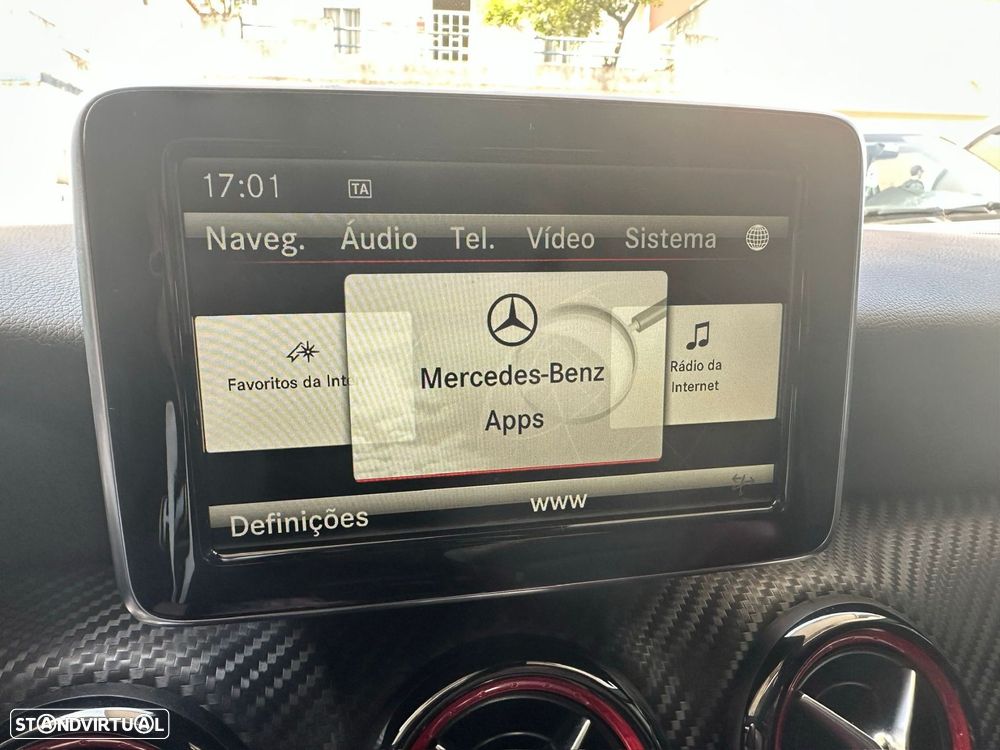 17:01 TA
Naveg. Áudio Tel. Vídeo Sistema
Favoritos da Inte
Mercedes-Benz
Apps
Rádio da
Internet
Definições
www
STANDVIRTUAL